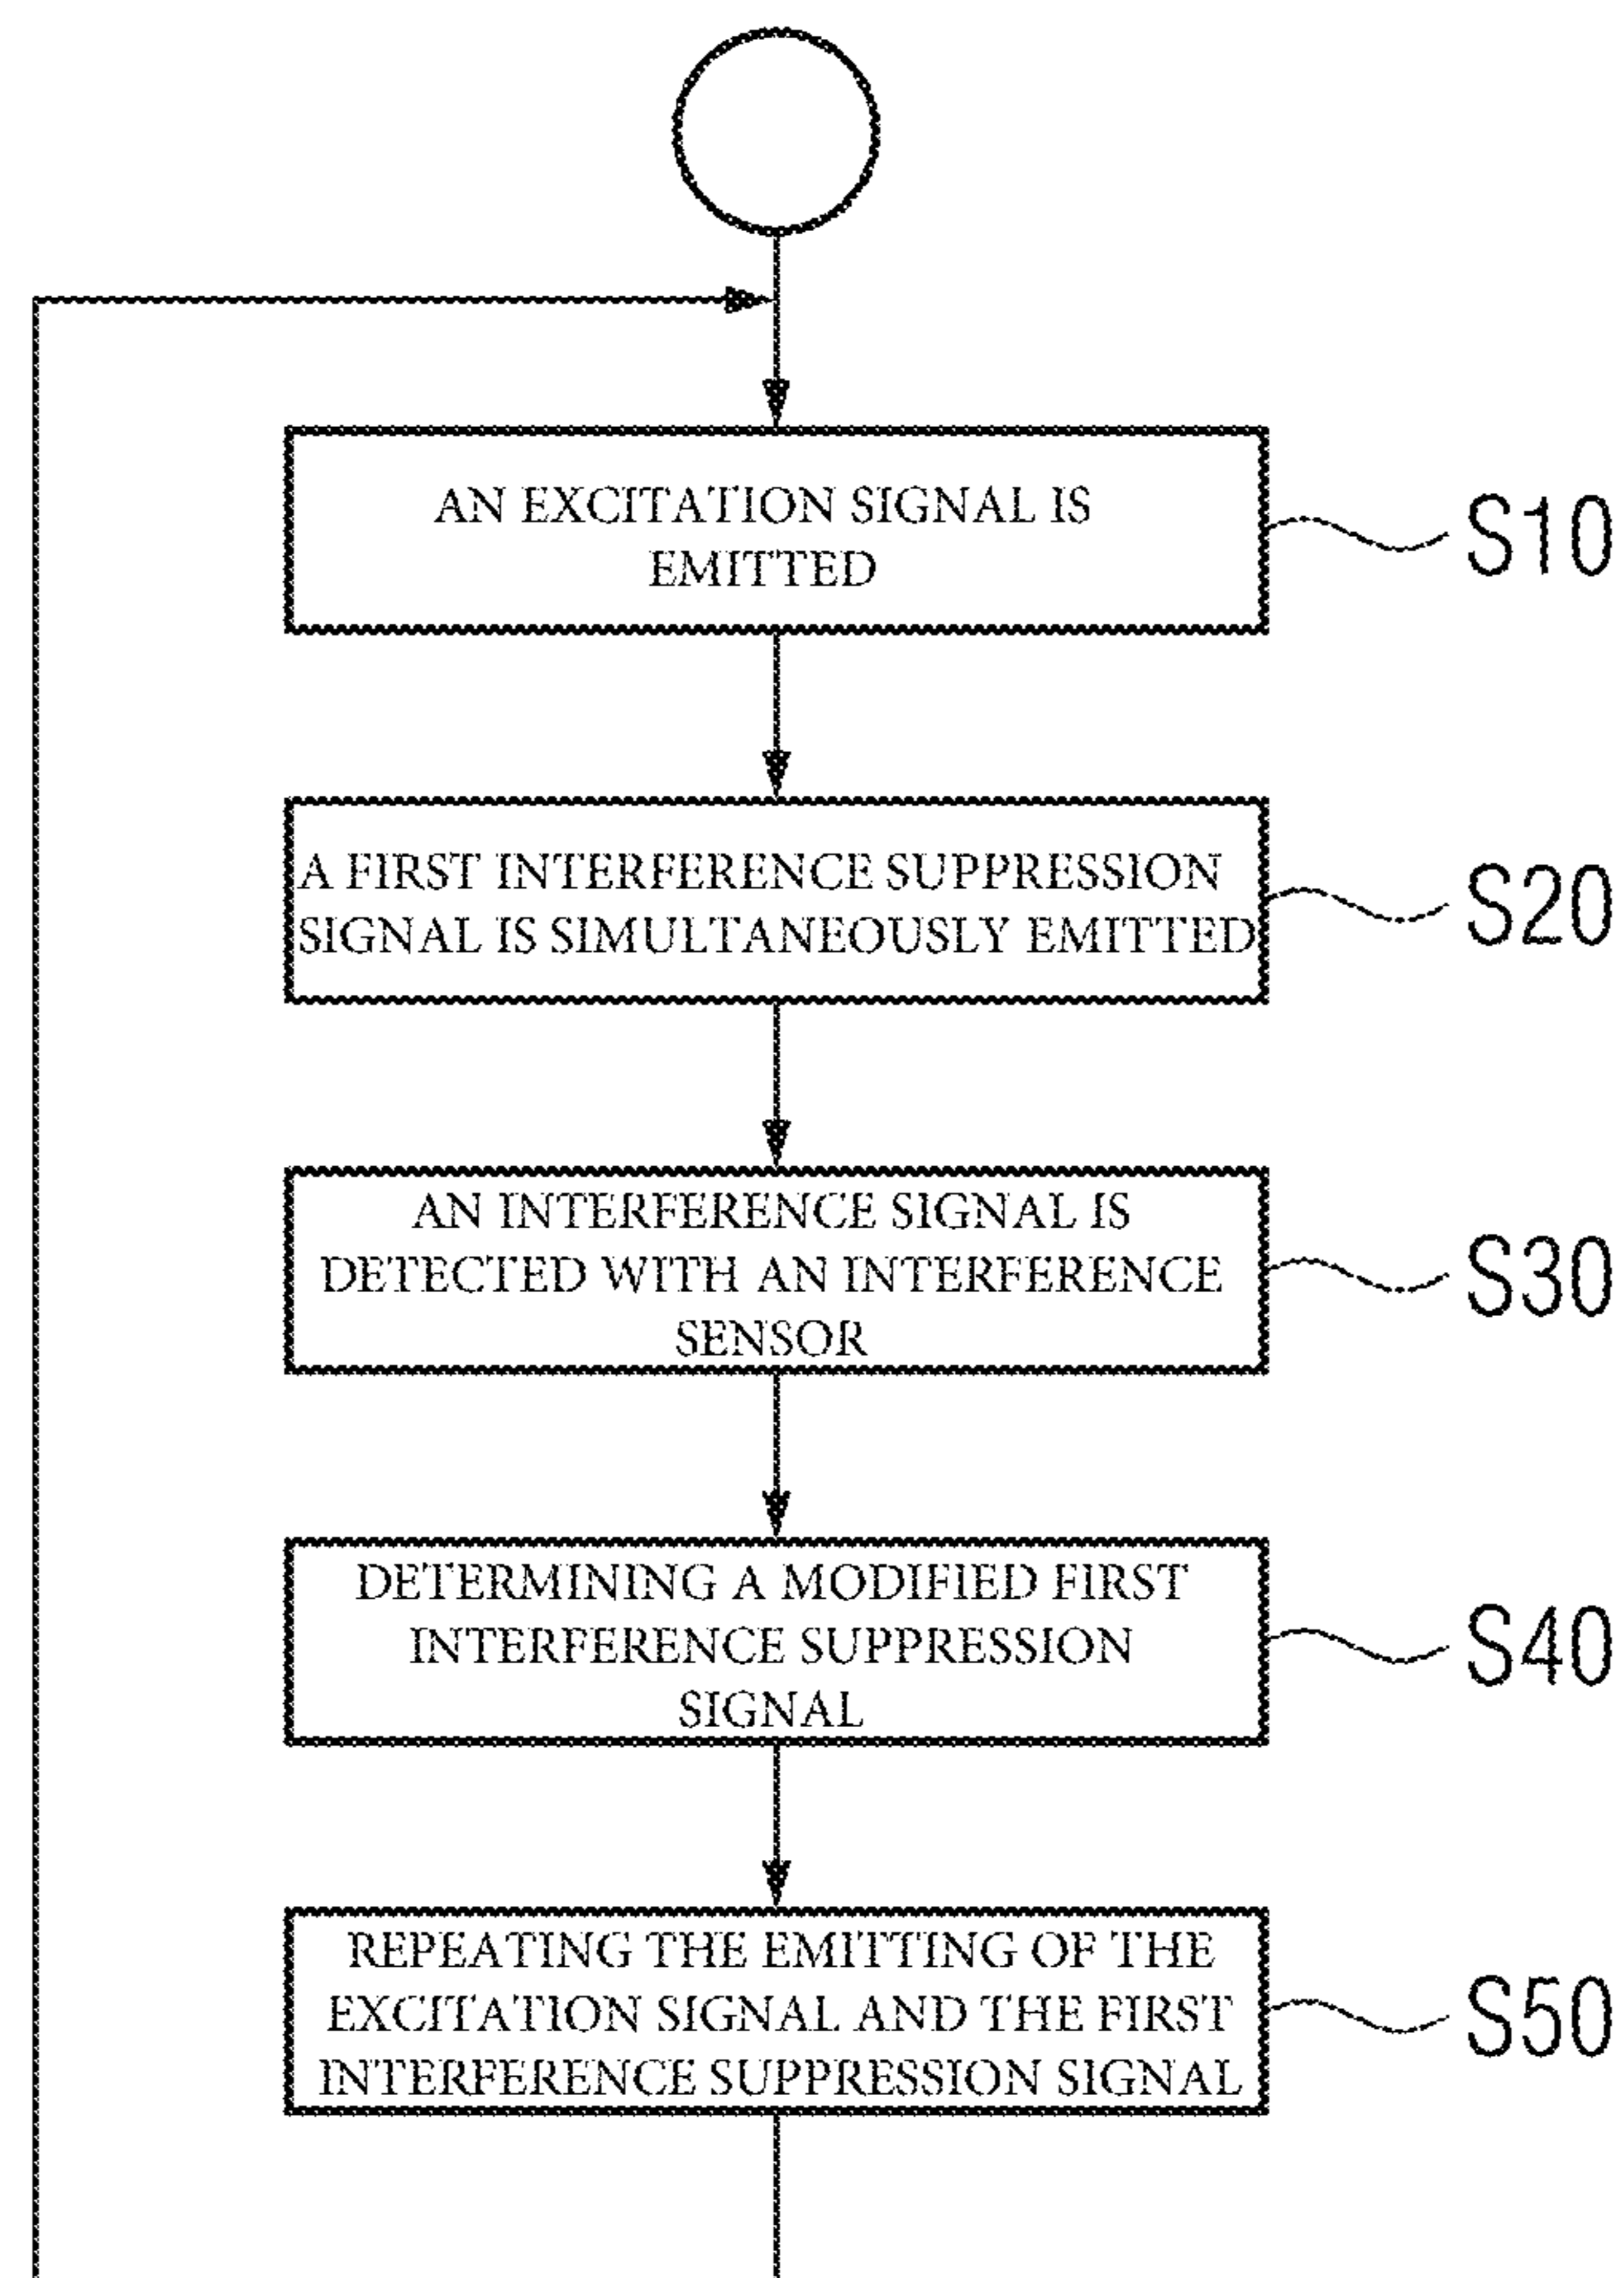 AN EXCITATION SIGNAL IS
EMITTED
S10
A FIRST INTERFERENCE SUPPRESSION
SIGNAL IS SIMULTANEOUSLY EMITTED
S20
AN INTERFERENCE SIGNAL IS
DETECTED WITH AN INTERFERENCE
SENSOR
S30
DETERMINING A MODIFIED FIRST
INTERFERENCE SUPPRESSION
SIGNAL
S40
REPEATING THE EMITTING OF THE
EXCITATION SIGNAL AND THE FIRST
INTERFERENCE SUPPRESSION SIGNAL
S50